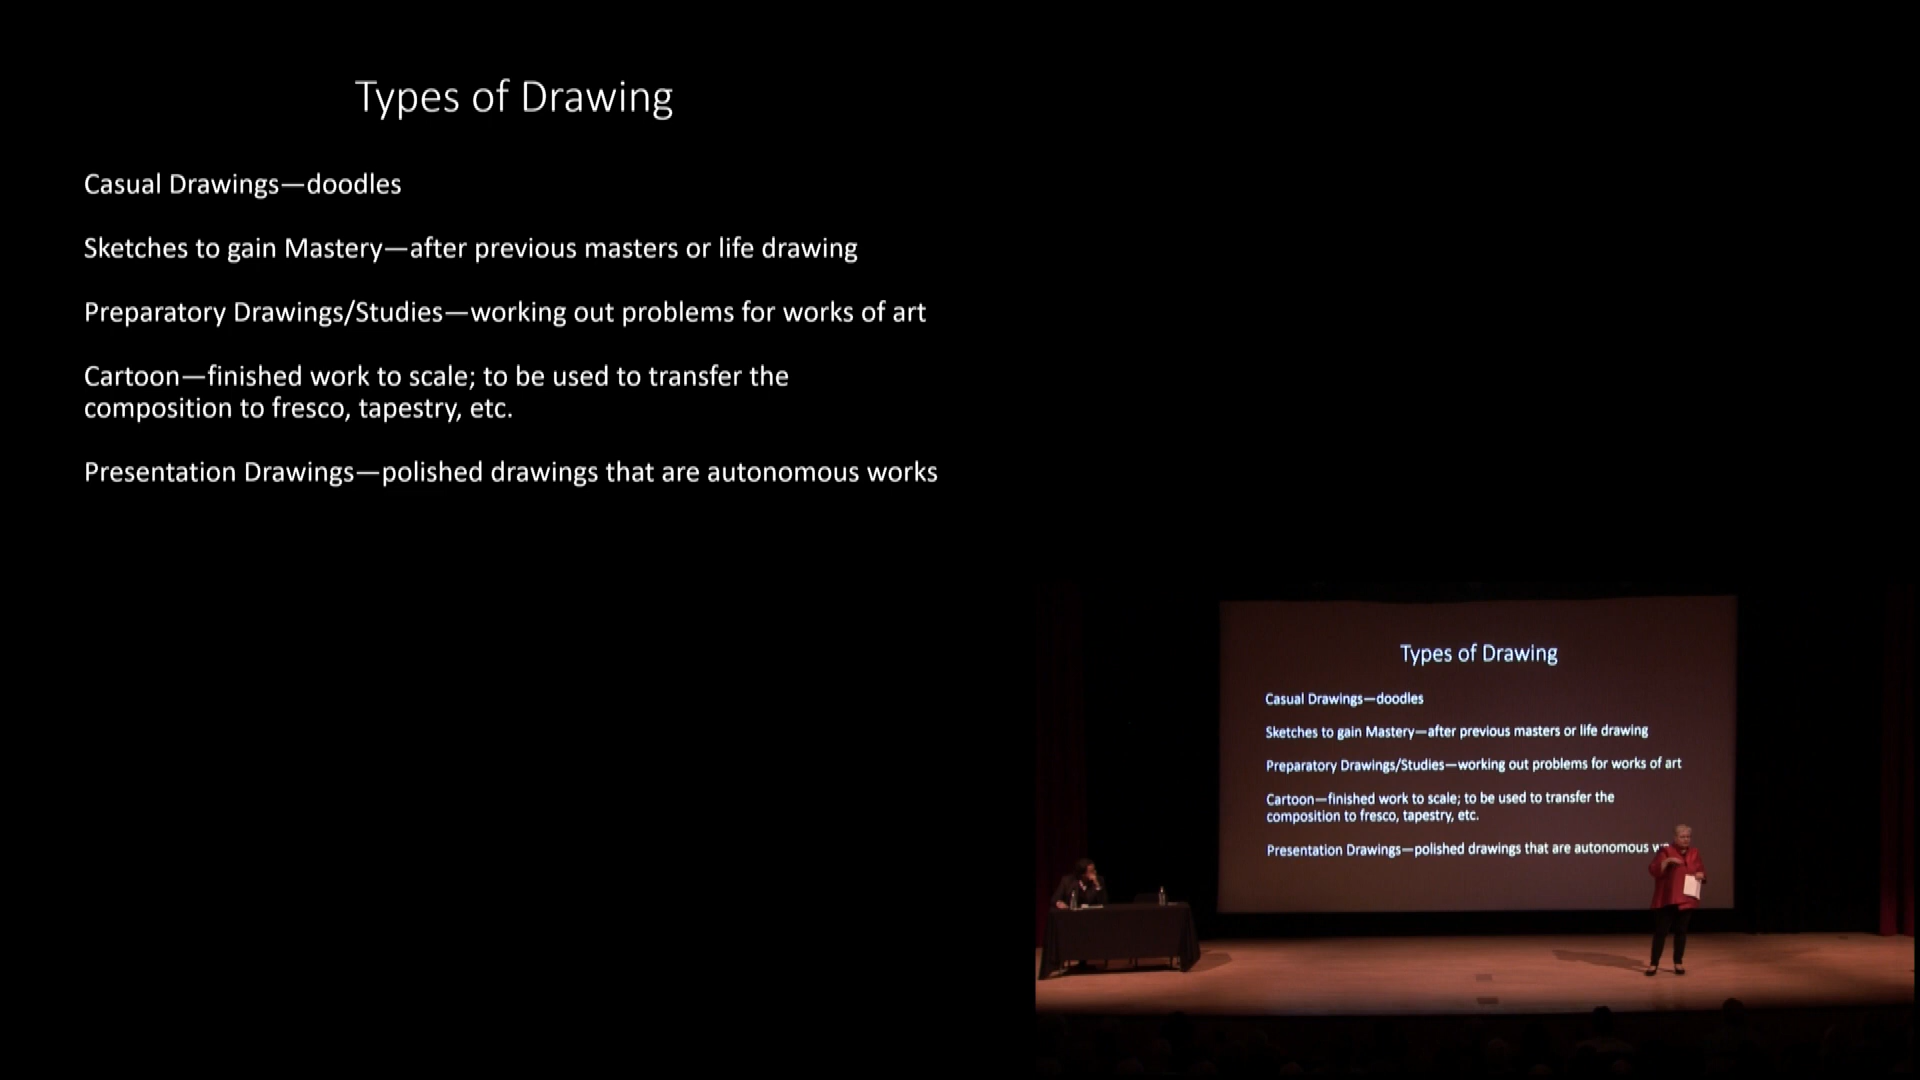 Types of Drawing
Casual Drawings—doodles
Sketches to gain Mastery—after previous masters or life drawing
Preparatory Drawings/Studies—working out problems for works of art
Cartoon—finished work to scale; to be used to transfer the
composition to fresco, tapestry, etc.
Presentation Drawings—polished drawings that are autonomous works
Types of Drawing
Casual Drawings—doodles
Sketches to gain Mastery—after previous masters or life drawing
Preparatory Drawings/Studies—working out problems for works of art
Cartoon—finished work to scale; to be used to transfer the
composition to fresco, tapestry, etc.
Presentation Drawings—polished drawings that are autonomous